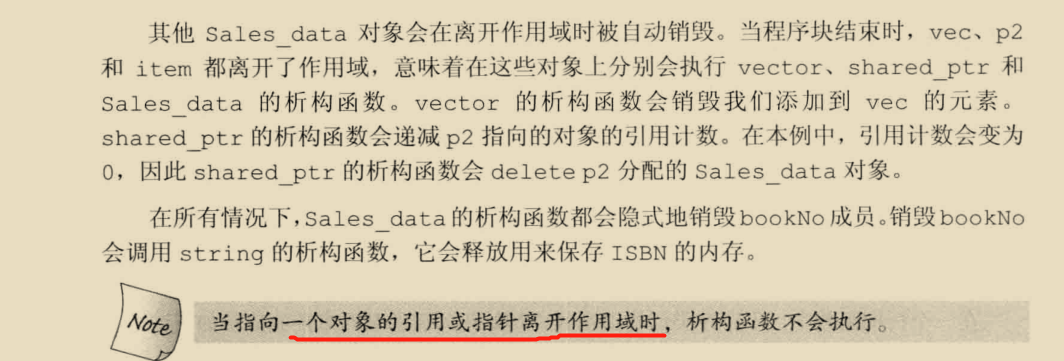 其他 Sales_data 对象会在离开作用域时被自动销毁。当程序块结束时，vec、p2
和 item 都离开了作用域，意味着在这些对象上分别会执行 vector、shared_ptr 和
Sales_data 的析构函数。vector 的析构函数会销毁我们添加到 vec 的元素。
shared_ptr 的析构函数会递减 p2 指向的对象的引用计数。在本例中，引用计数会变为
0，因此 shared_ptr 的析构函数会 delete p2 分配的 Sales_data 对象。
在所有情况下，Sales_data 的析构函数都会隐式地销毁 bookNo 成员。销毁 bookNo
会调用 string 的析构函数，它会释放用来保存 ISBN 的内存。
Note 当指向一个对象的引用或指针离开作用域时，析构函数不会执行。